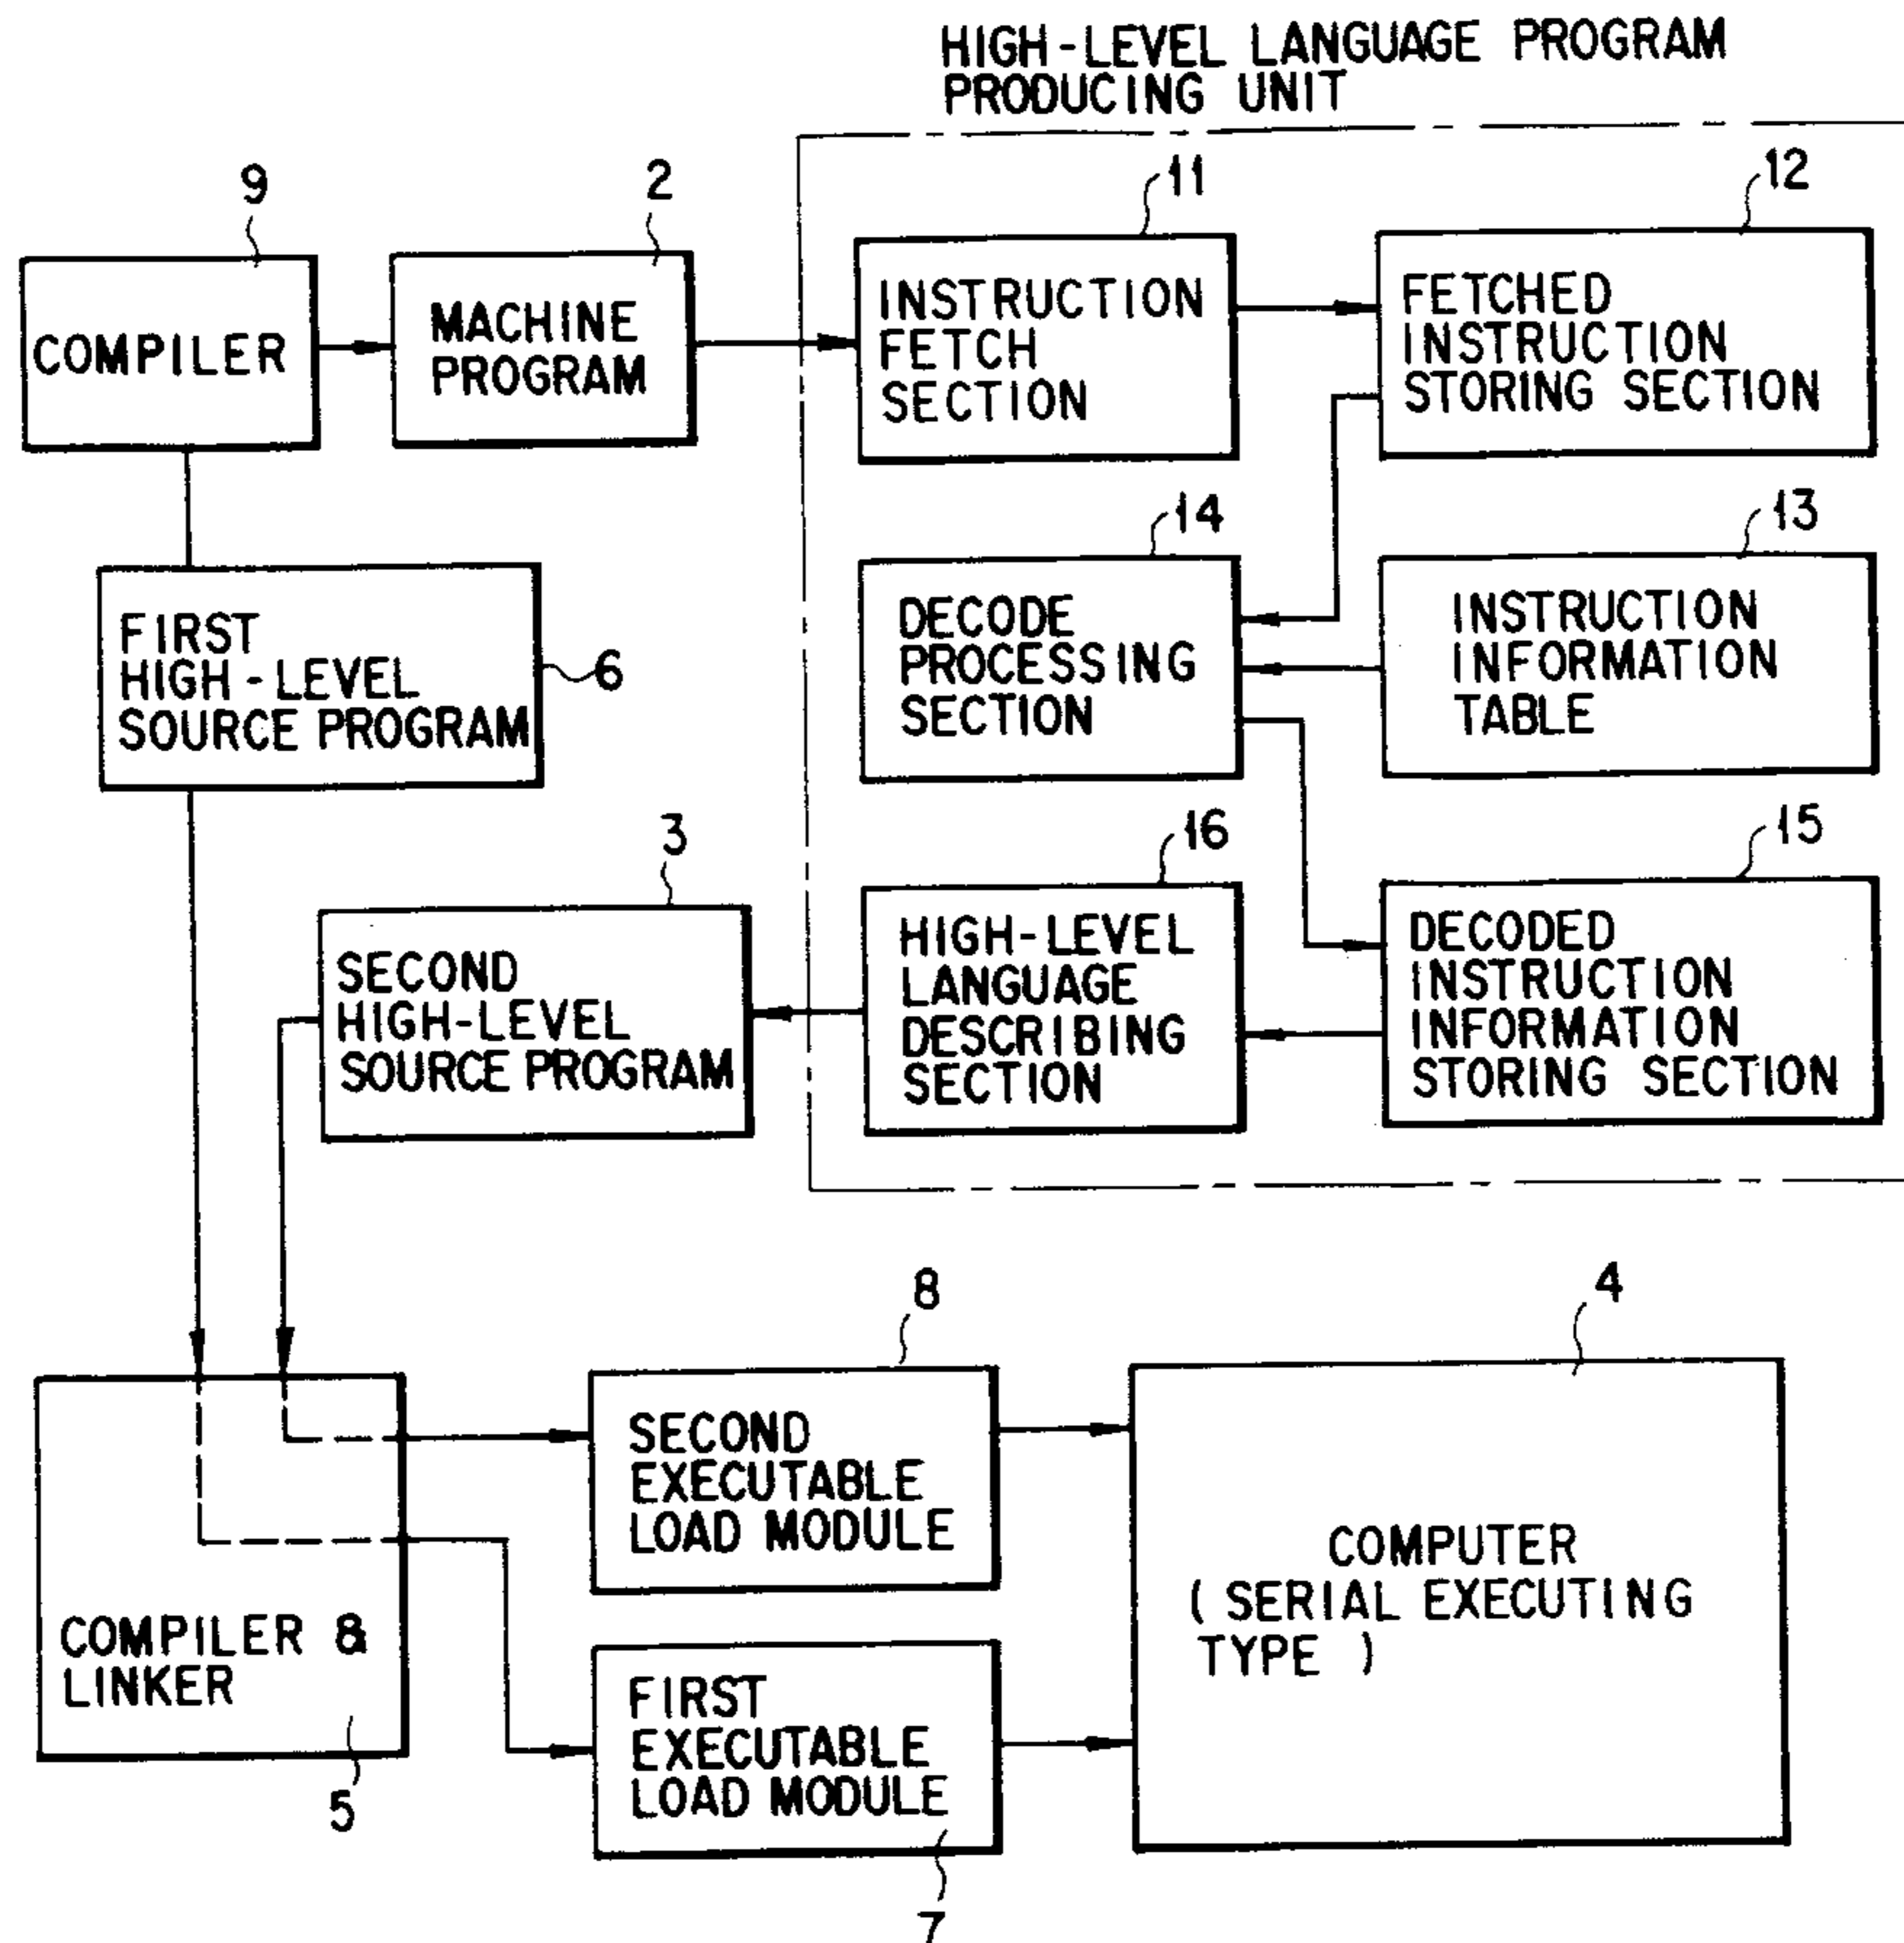 HIGH-LEVEL LANGUAGE PROGRAM
PRODUCING UNIT
9
2
11
12
COMPILER
MACHINE
PROGRAM
INSTRUCTION
FETCH
SECTION
FETCHED
INSTRUCTION
STORING SECTION
14
13
FIRST
HIGH-LEVEL
SOURCE PROGRAM
6
DECODE
PROCESSING
SECTION
INSTRUCTION
INFORMATION
TABLE
3
16
15
SECOND
HIGH-LEVEL
SOURCE PROGRAM
HIGH-LEVEL
LANGUAGE
DESCRIBING
SECTION
DECODED
INSTRUCTION
INFORMATION
STORING SECTION
8
4
SECOND
EXECUTABLE
LOAD MODULE
COMPUTER
( SERIAL EXECUTING
TYPE )
COMPILER &
LINKER
5
FIRST
EXECUTABLE
LOAD MODULE
7